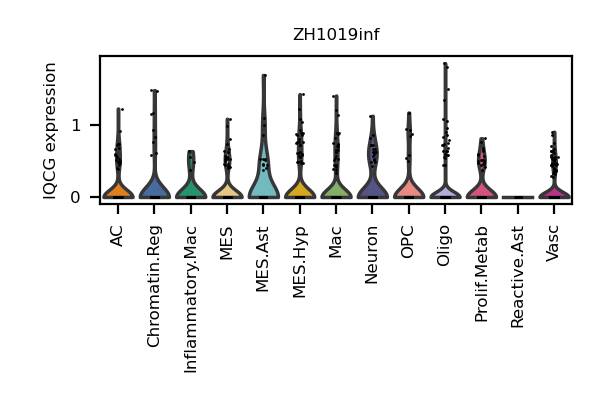 ZH1019inf
IQCG expression
1
0
AC
Chromatin.Reg
Inflammatory.Mac
MES
MES.Ast
MES.Hyp
Mac
Neuron
OPC
Oligo
Prolif.Metab
Reactive.Ast
Vasc